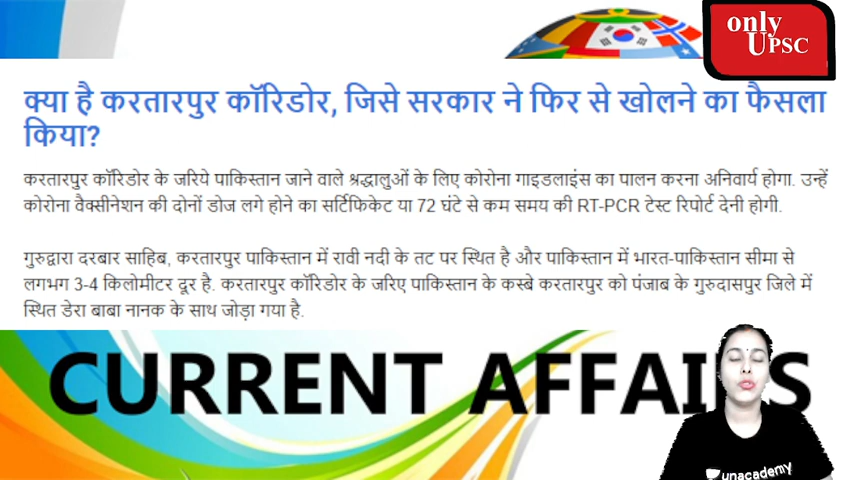 only
UPSC
क्या है करतारपुर कॉरिडोर, जिसे सरकार ने फिर से खोलने का फैसला
किया?
करतारपुर कॉरिडोर के जरिये पाकिस्तान जाने वाले श्रद्धालुओं के लिए कोरोना गाइडलाइंस का पालन करना अनिवार्य होगा. उन्हें
कोरोना वैक्सीनेशन की दोनों डोज लगे होने का सर्टिफिकेट या 72 घंटे से कम समय की RT-PCR टेस्ट रिपोर्ट देनी होगी.
गुरुद्वारा दरबार साहिब, करतारपुर पाकिस्तान में रावी नदी के तट पर स्थित है और पाकिस्तान में भारत-पाकिस्तान सीमा से
लगभग 3-4 किलोमीटर दूर है. करतारपुर कॉरिडोर के जरिए पाकिस्तान के कस्बे करतारपुर को पंजाब के गुरुदासपुर जिले में
स्थित डेरा बाबा नानक के साथ जोड़ा गया है.
CURRENT AFFAIRS
unacademy